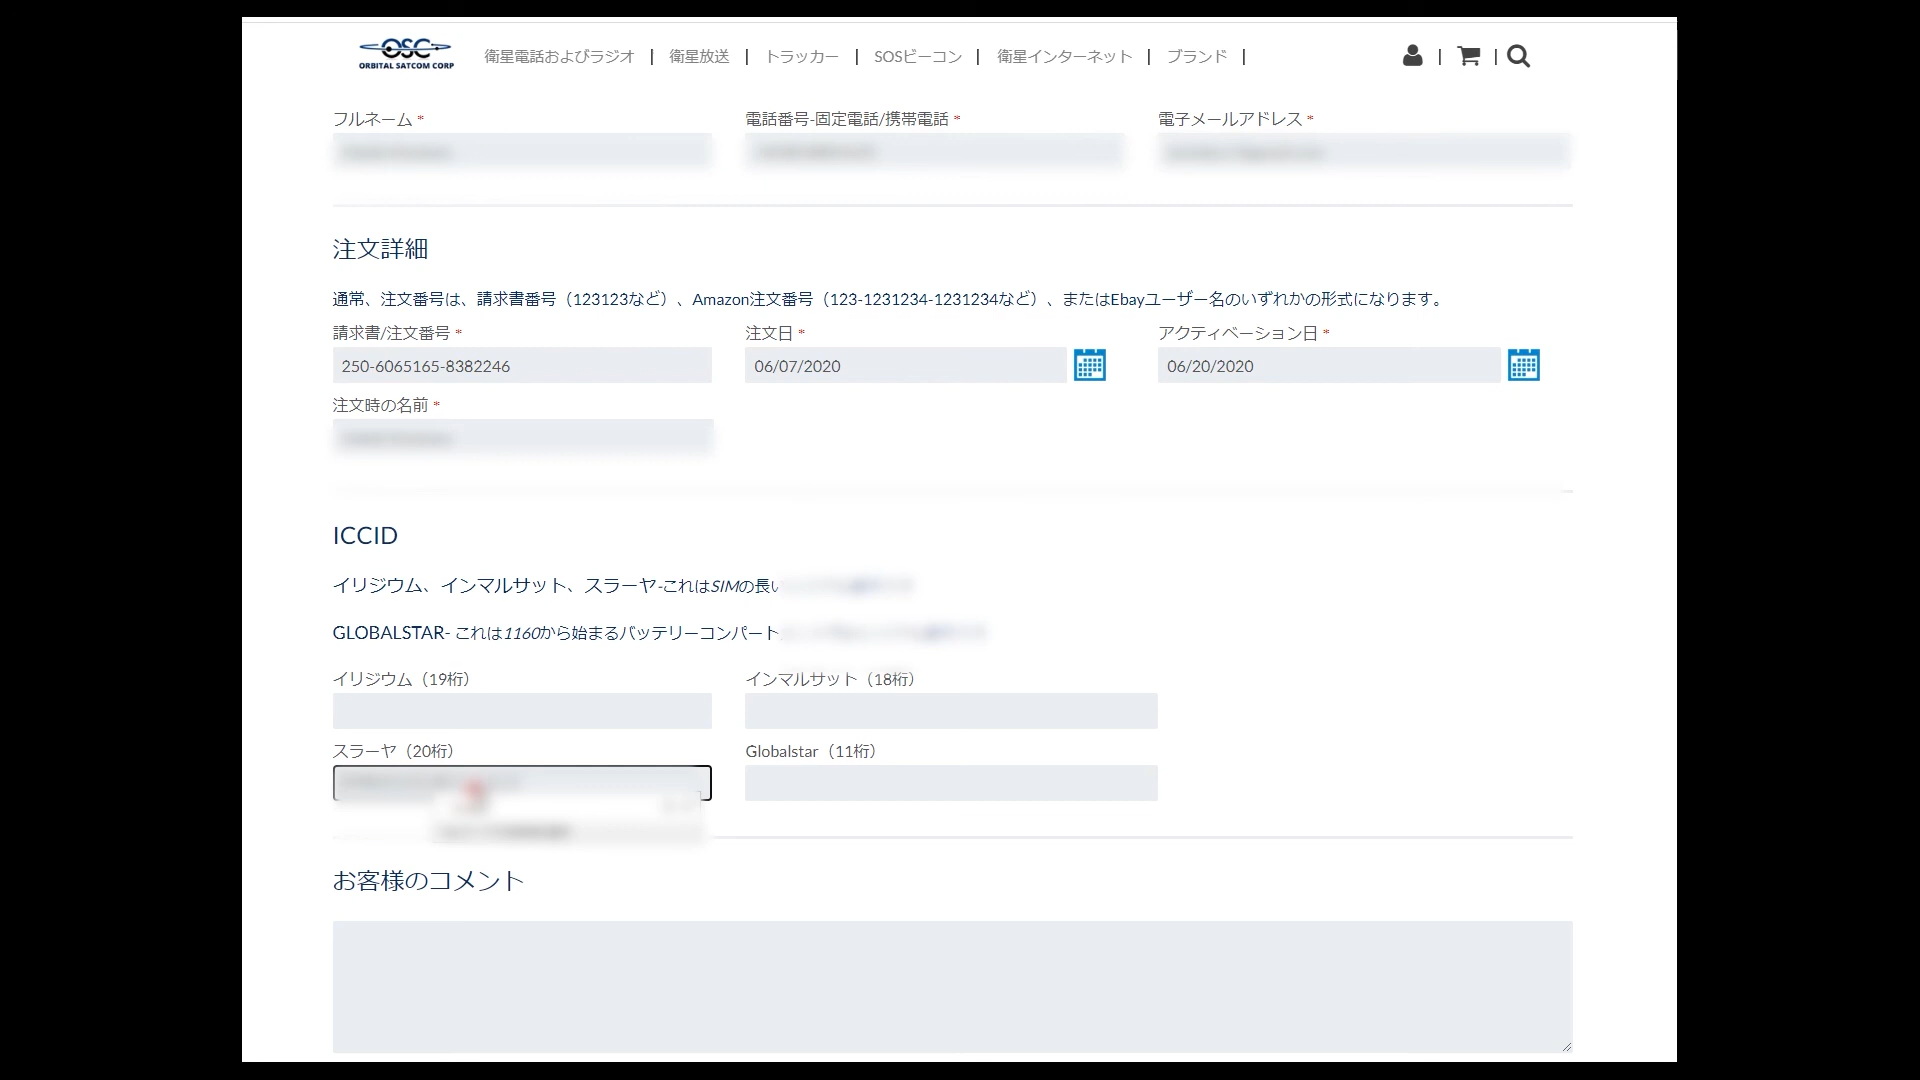 OSC
ORBITAL SATCOM CORP
衛星電話およびラジオ | 衛星放送 | トラッカー | SOSビーコン | 衛星インターネット | ブランド |
フルネーム * 電話番号-固定電話/携帯電話 * 電子メールアドレス *
注文詳細
通常、注文番号は、請求書番号（123123など）、Amazon注文番号（123-1231234-1231234など）、またはEbayユーザー名のいずれかの形式になります。
請求書/注文番号 * 注文日 * アクティベーション日 *
250-6065165-8382246 06/07/2020 06/20/2020
注文時の名前 *
ICCID
イリジウム、インマルサット、スラーヤ-これはSIMの長い
GLOBALSTAR- これは1160から始まるバッテリーコンパート
イリジウム（19桁） インマルサット（18桁）
スラーヤ（20桁） Globalstar（11桁）
お客様のコメント